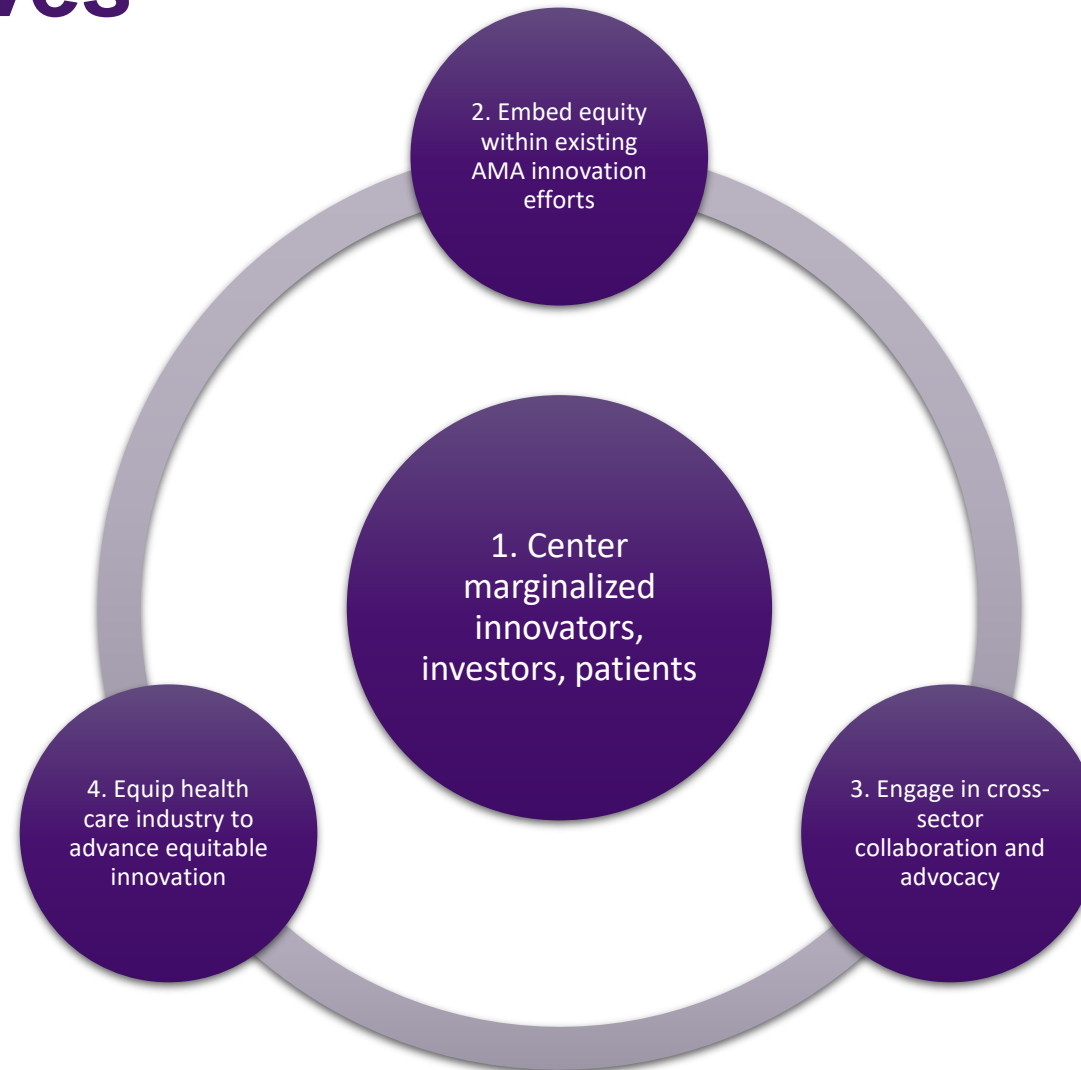 2. Embed equity
within existing
AMA innovation
efforts
1. Center
marginalized
innovators,
investors, patients
4. Equip health
care industry to
advance equitable
innovation
3. Engage in cross-
sector
collaboration and
advocacy